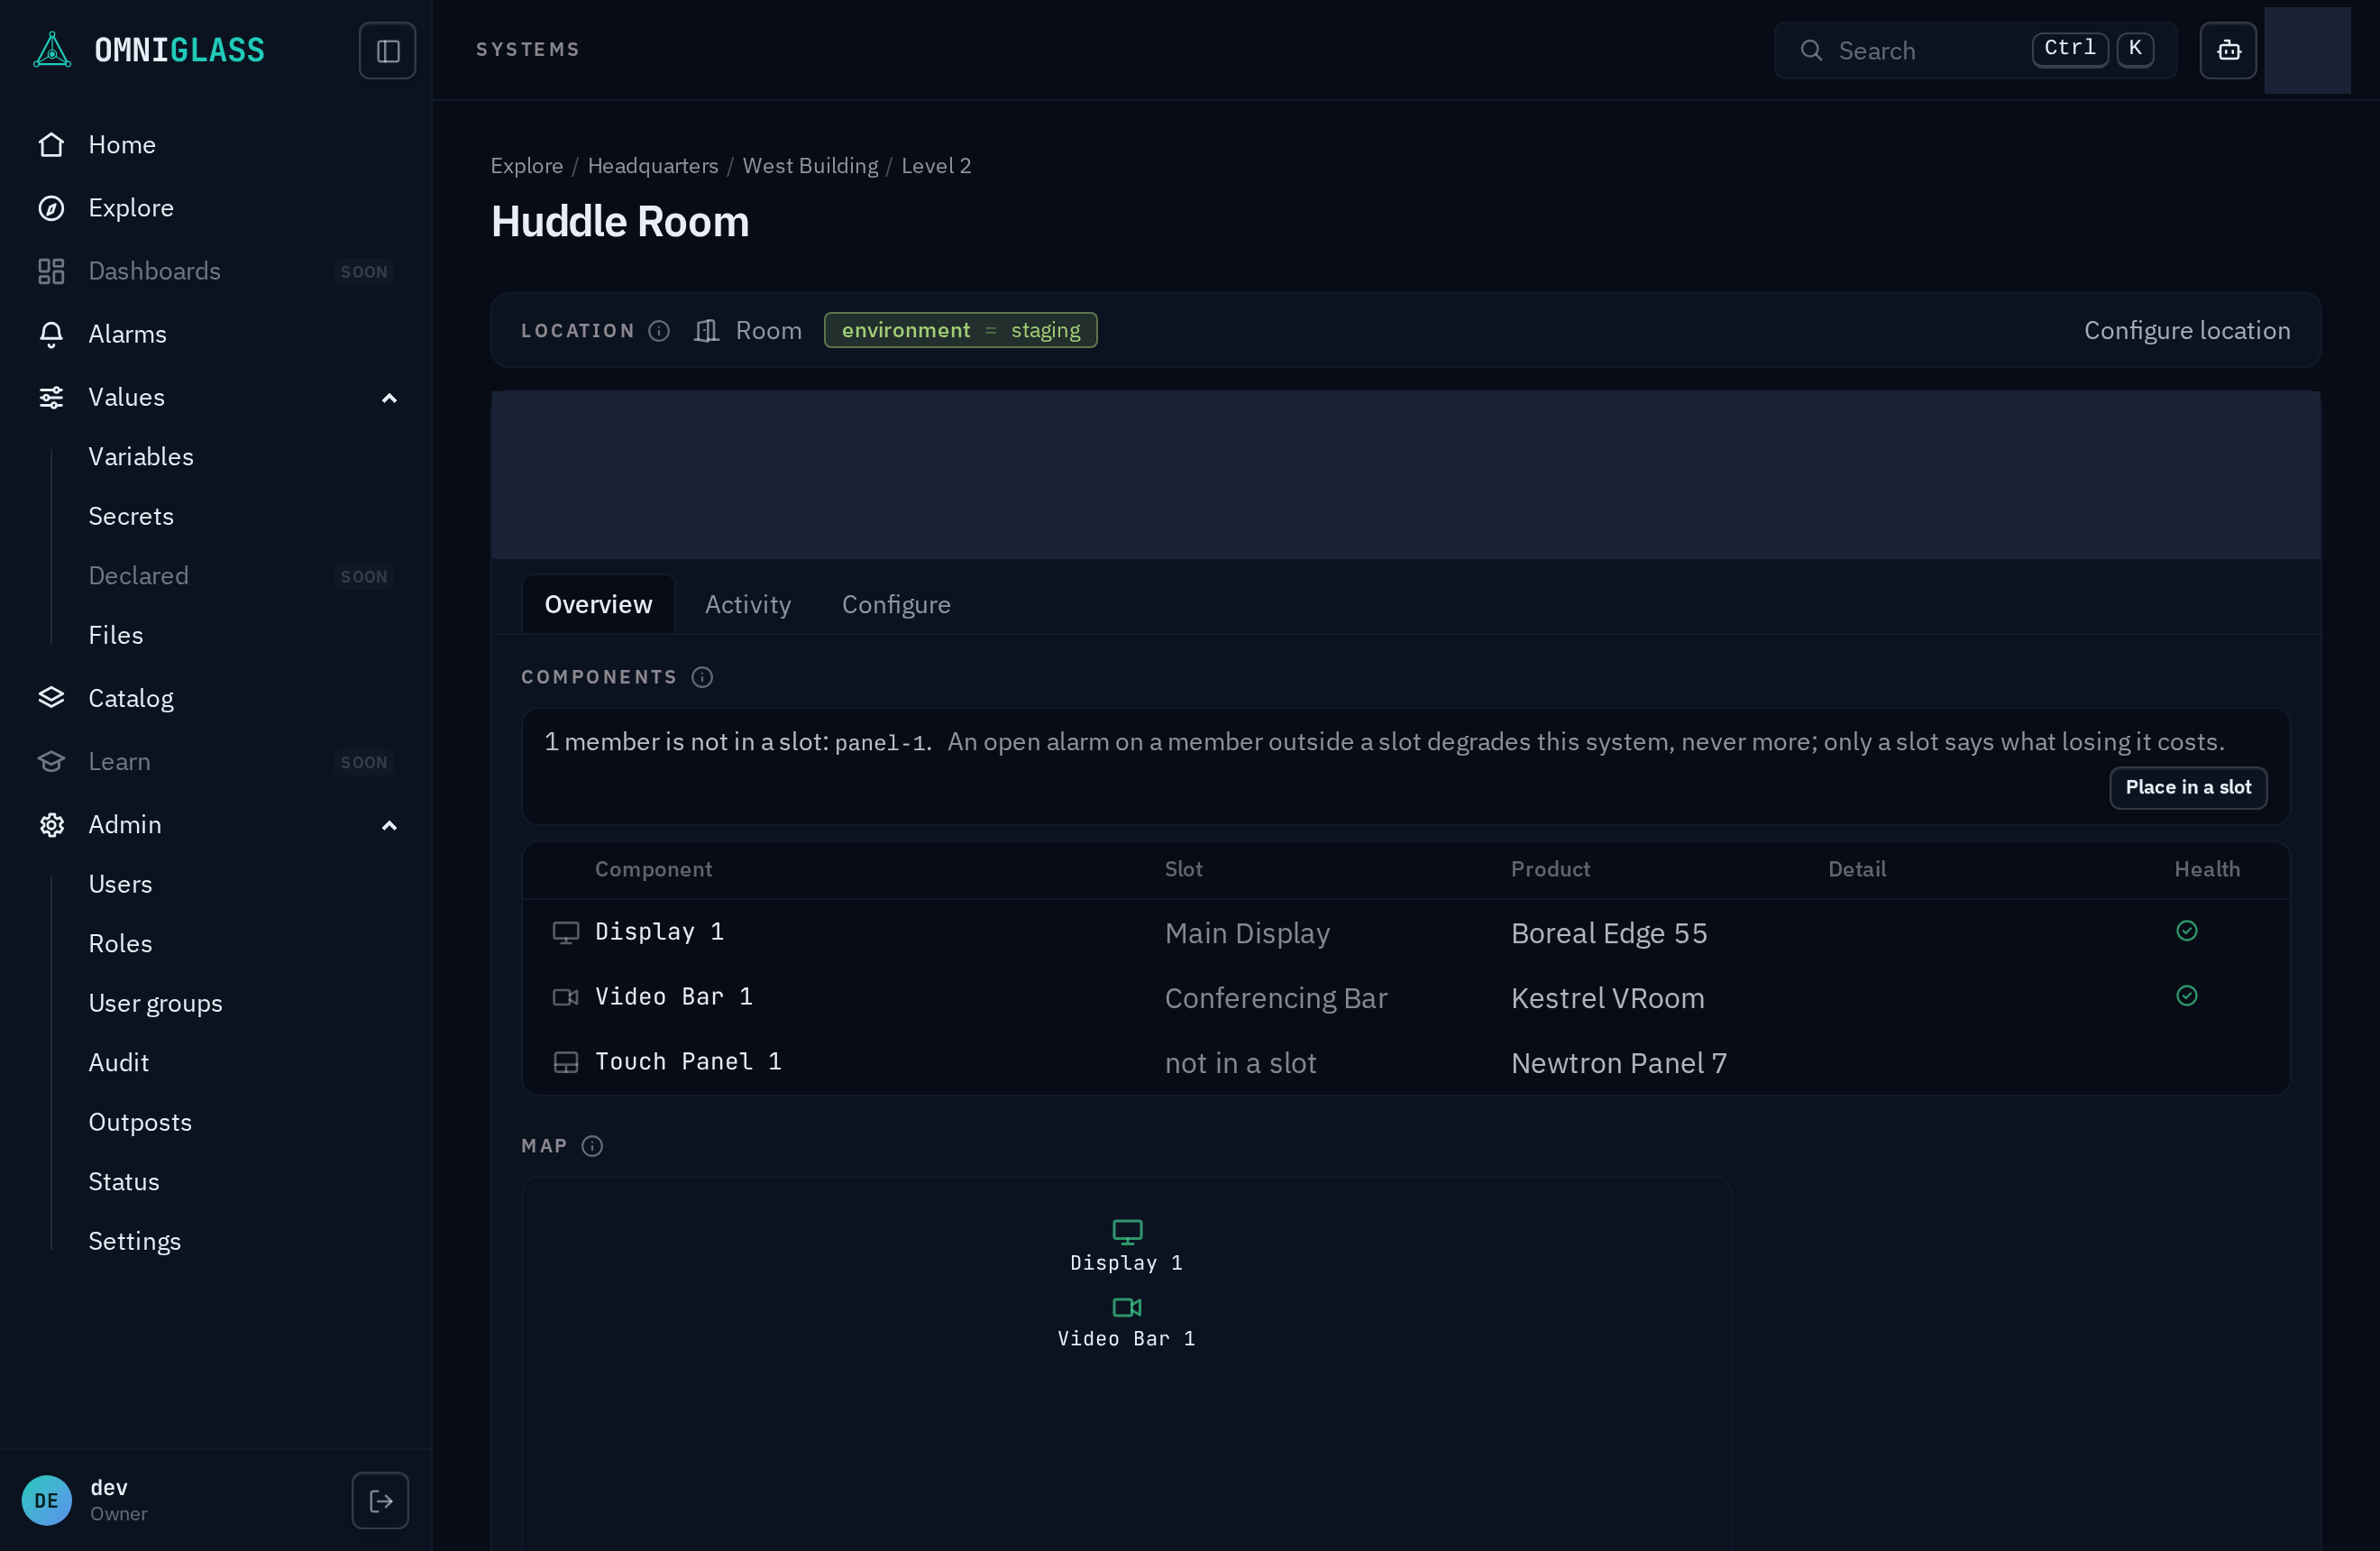 OMNIGLASS
SYSTEMS
Search Ctrl K
Home
Explore
Dashboards SOON
Alarms
Values
Variables
Secrets
Declared SOON
Files
Catalog
Learn SOON
Admin
Users
Roles
User groups
Audit
Outposts
Status
Settings
DE dev
Owner
Explore / Headquarters / West Building / Level 2
Huddle Room
LOCATION Room environment = staging Configure location
Overview Activity Configure
COMPONENTS
1 member is not in a slot: panel-1. An open alarm on a member outside a slot degrades this system, never more; only a slot says what losing it costs.
Place in a slot
Component Slot Product Detail Health
Display 1 Main Display Boreal Edge 55
Video Bar 1 Conferencing Bar Kestrel VRoom
Touch Panel 1 not in a slot Newtron Panel 7
MAP
Display 1
Video Bar 1